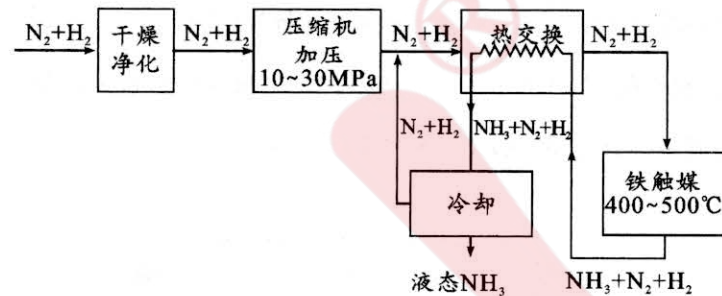 N₂+H₂
干燥
净化
N₂+H₂
压缩机
加压
10~30MPa
N₂+H₂
热交换
N₂+H₂
N₂+H₂
NH₃+N₂+H₂
冷却
铁触媒
400~500℃
液态NH₃
NH₃+N₂+H₂
®